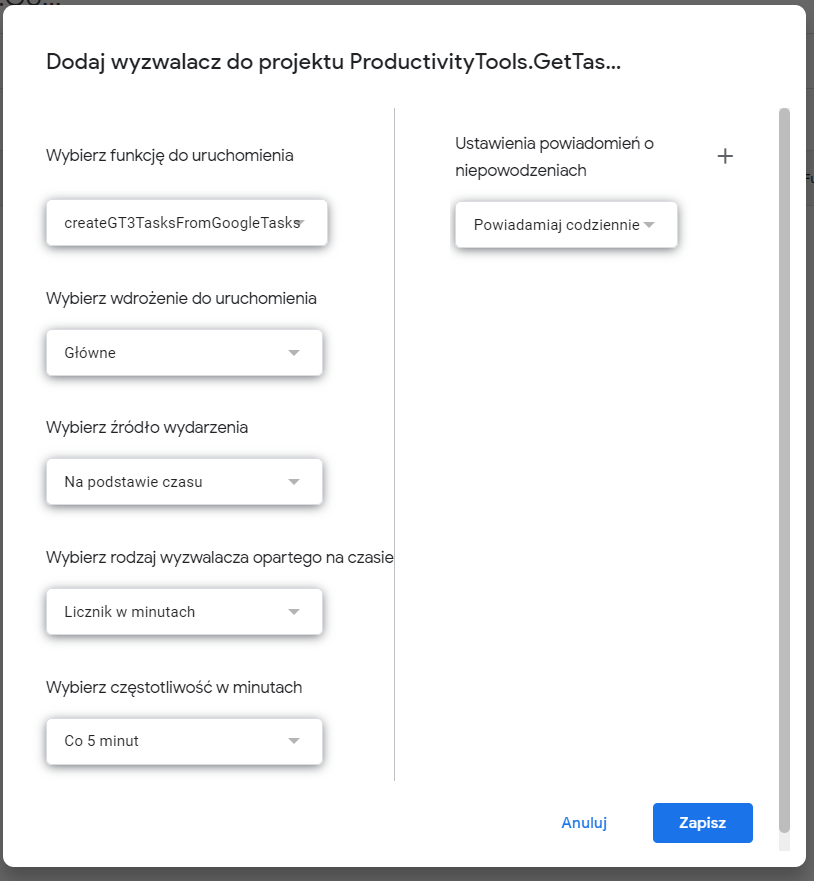 Dodaj wyzwalacz do projektu ProductivityTools.GetTas...
Wybierz funkcję do uruchomienia
createGT3TasksFromGoogleTasks
Wybierz wdrożenie do uruchomienia
Główne
Wybierz źródło wydarzenia
Na podstawie czasu
Wybierz rodzaj wyzwalacza opartego na czasie
Licznik w minutach
Wybierz częstotliwość w minutach
Co 5 minut
Ustawienia powiadomień o
niepowodzeniach
Powiadamiaj codziennie
Anuluj
Zapisz